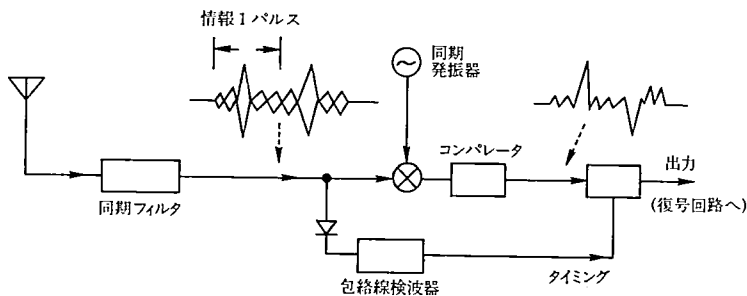 情報1パルス
同期
発振器
コンパレータ
出力
(復号回路へ)
同期フィルタ
包絡線検波器
タイミング